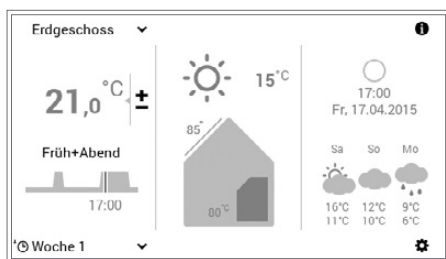 Erdgeschoss
21,0 °C ±
Früh+Abend
17:00
Woche 1
15°C
85°
80°C
17:00
Fr, 17.04.2015
Sa So Mo
16°C 12°C 9°C
11°C 10°C 6°C